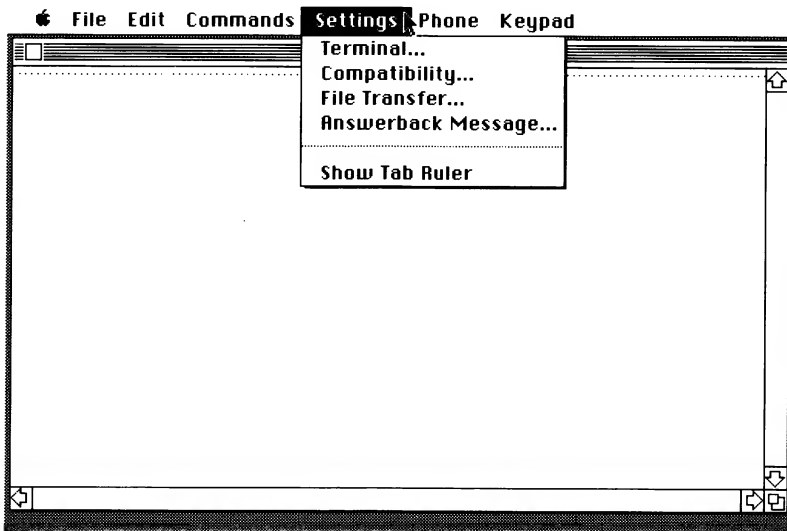 File Edit Commands Settings Phone Keypad
Terminal...
Compatibility...
File Transfer...
Answerback Message...
Show Tab Ruler